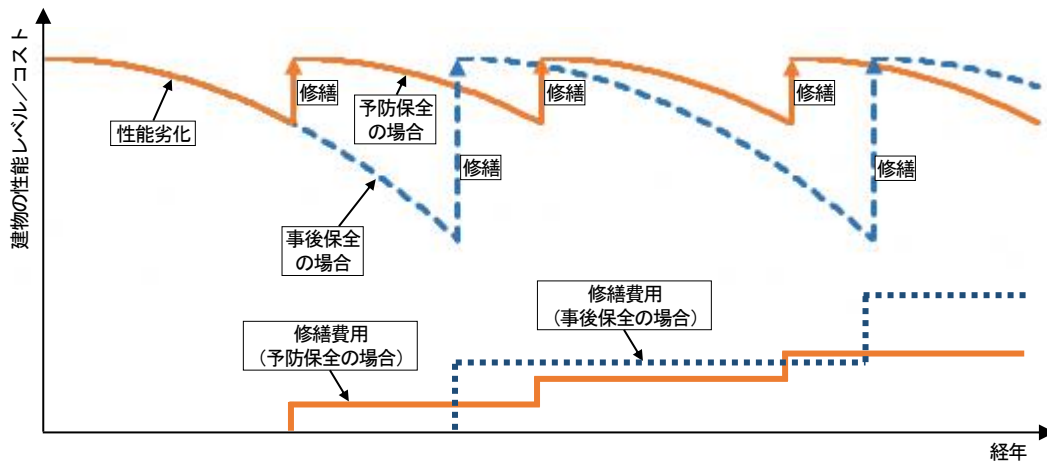 建物の性能レベル／コスト
修繕
予防保全
の場合
修繕
修繕
性能劣化
修繕
修繕
事後保全
の場合
修繕費用
（事後保全の場合）
修繕費用
（予防保全の場合）
経年